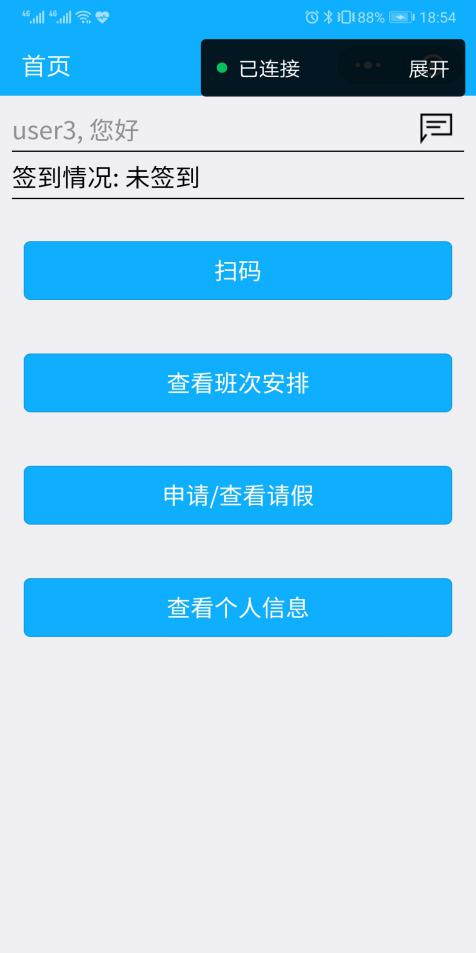 4G 4G 88% 18:54
首页
已连接 展开
user3, 您好
签到情况: 未签到
扫码
查看班次安排
申请/查看请假
查看个人信息